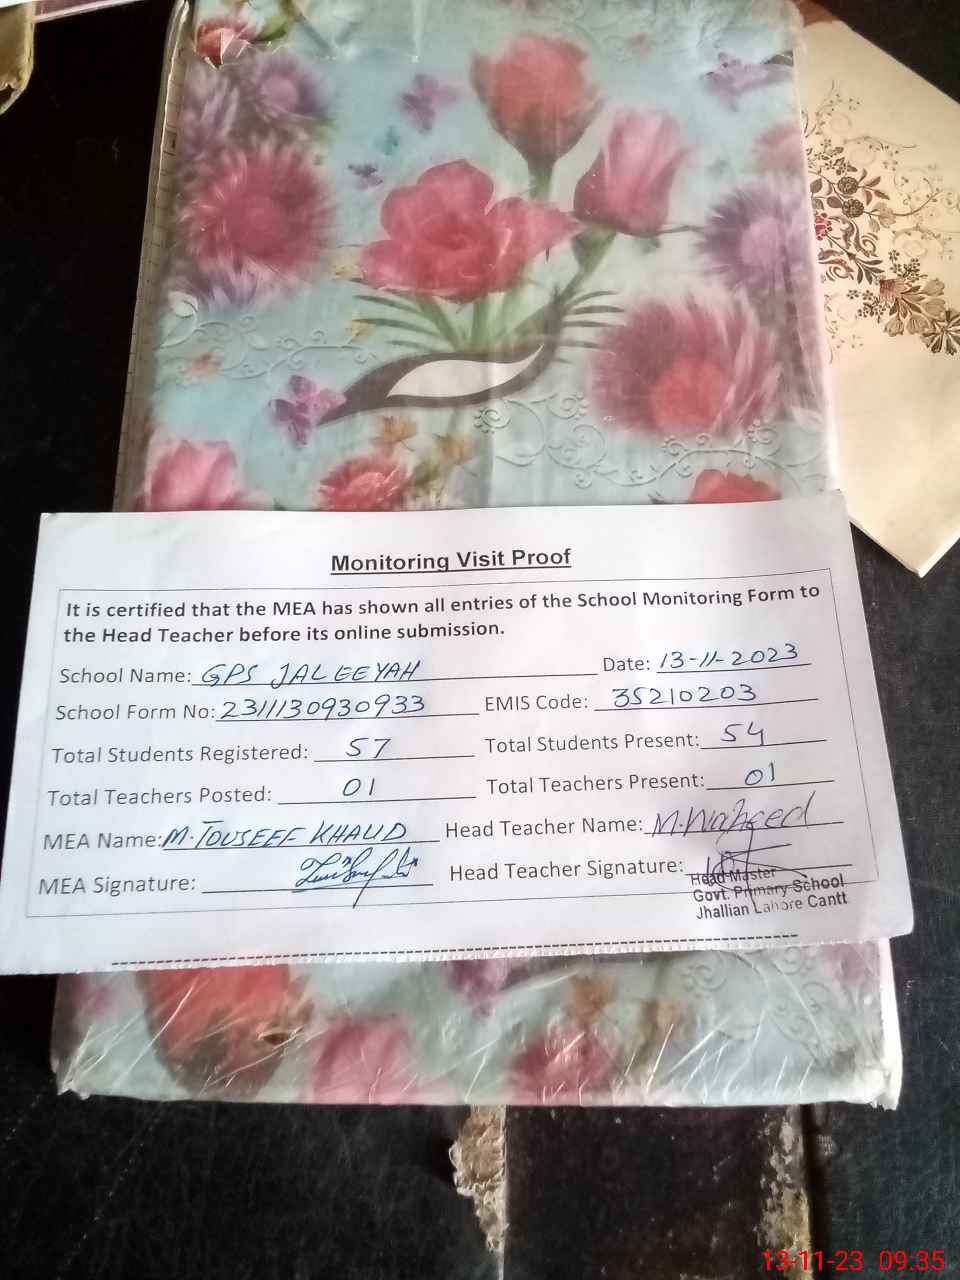 Monitoring Visit Proof
It is certified that the MEA has shown all entries of the School Monitoring Form to
the Head Teacher before its online submission.
School Name: GPS JALEEYAH Date: 13-11-2023
School Form No: 2311130930933 EMIS Code: 35210203
Total Students Registered: 57 Total Students Present: 54
Total Teachers Posted: 01 Total Teachers Present: 01
MEA Name: M. TOUSEEF KHALID Head Teacher Name: M. Waheed
MEA Signature: Head Teacher Signature:
Head Master
Govt. Primary School
Jhallian Lahore Cantt
13-11-23 09:35